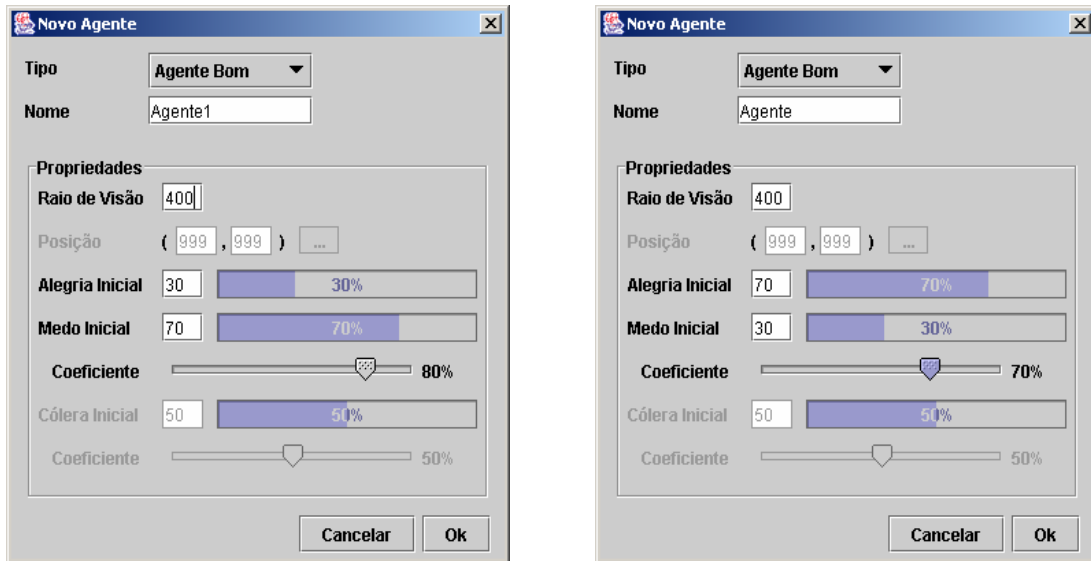 Novo Agente
Tipo Agente Bom
Nome Agente1
Propriedades
Raio de Visão 400
Posição ( 999 , 999 ) ...
Alegria Inicial 30 30%
Medo Inicial 70 70%
Coeficiente 80%
Cólera Inicial 50 50%
Coeficiente 50%
Cancelar Ok
Novo Agente
Tipo Agente Bom
Nome Agente
Propriedades
Raio de Visão 400
Posição ( 999 , 999 ) ...
Alegria Inicial 70 70%
Medo Inicial 30 30%
Coeficiente 70%
Cólera Inicial 50 50%
Coeficiente 50%
Cancelar Ok